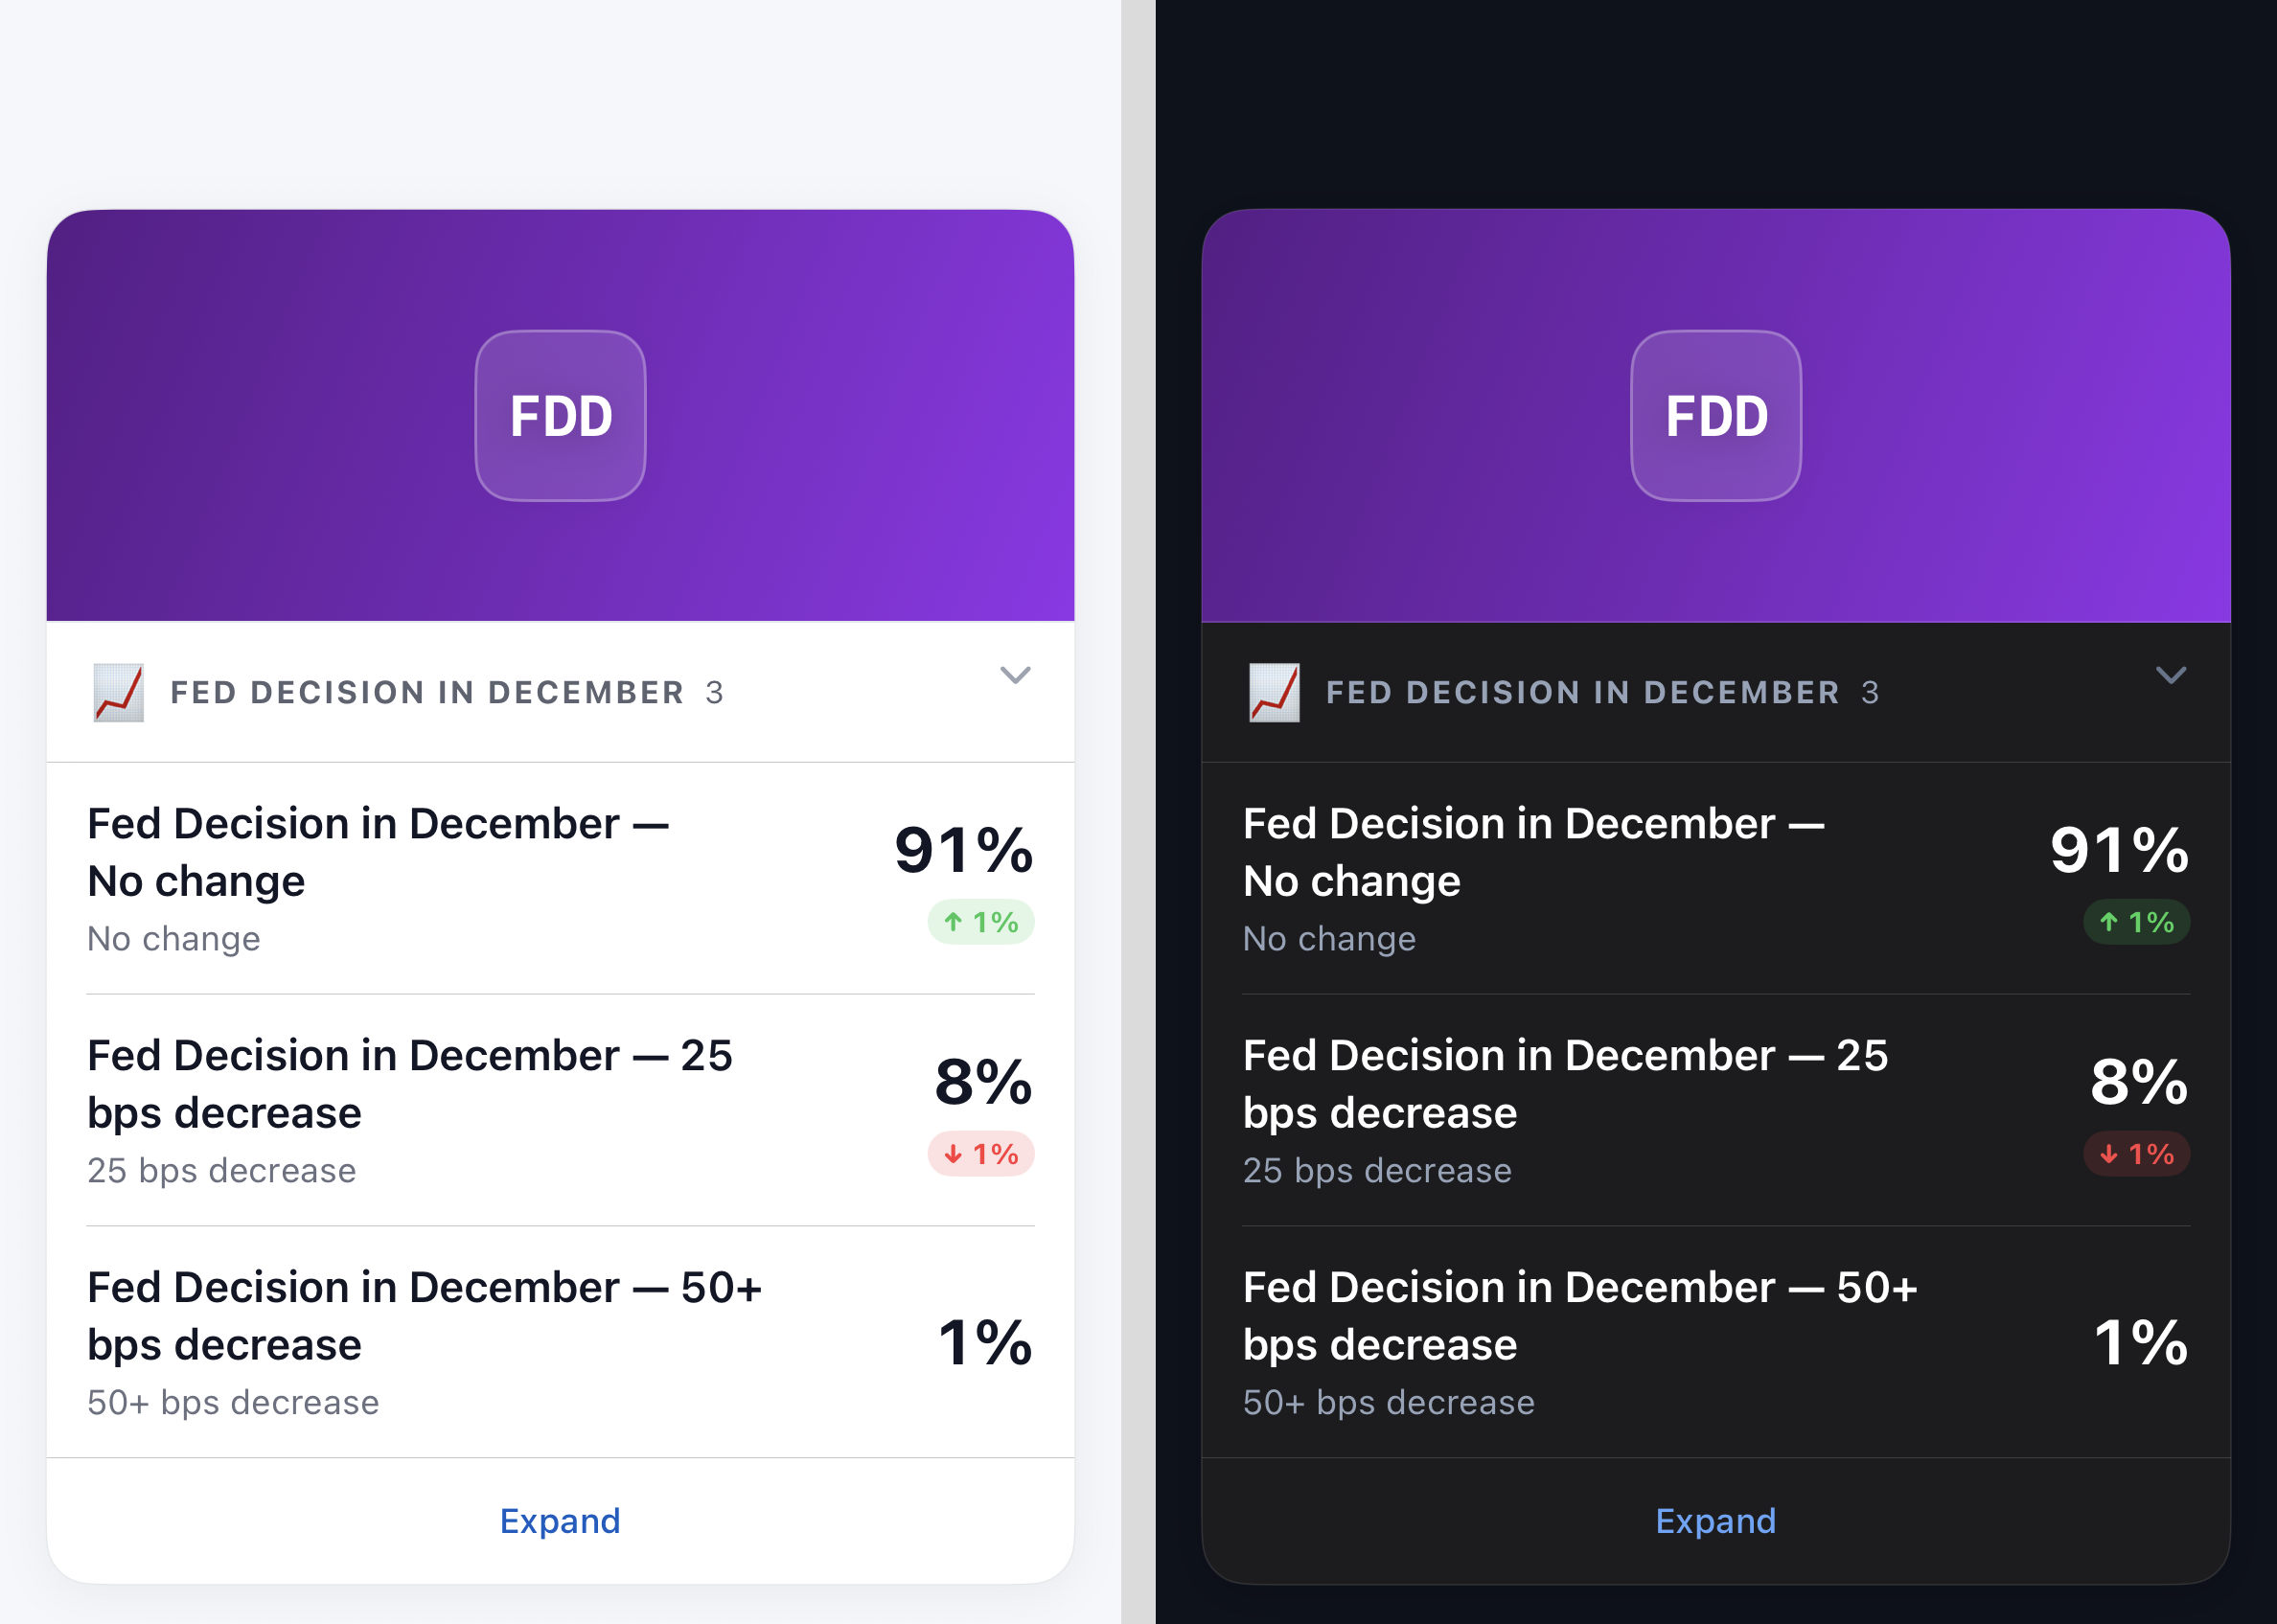 FDD
FED DECISION IN DECEMBER 3
Fed Decision in December —
No change
No change
91%
↑ 1%
Fed Decision in December — 25
bps decrease
25 bps decrease
8%
↓ 1%
Fed Decision in December — 50+
bps decrease
50+ bps decrease
1%
Expand
FDD
FED DECISION IN DECEMBER 3
Fed Decision in December —
No change
No change
91%
↑ 1%
Fed Decision in December — 25
bps decrease
25 bps decrease
8%
↓ 1%
Fed Decision in December — 50+
bps decrease
50+ bps decrease
1%
Expand